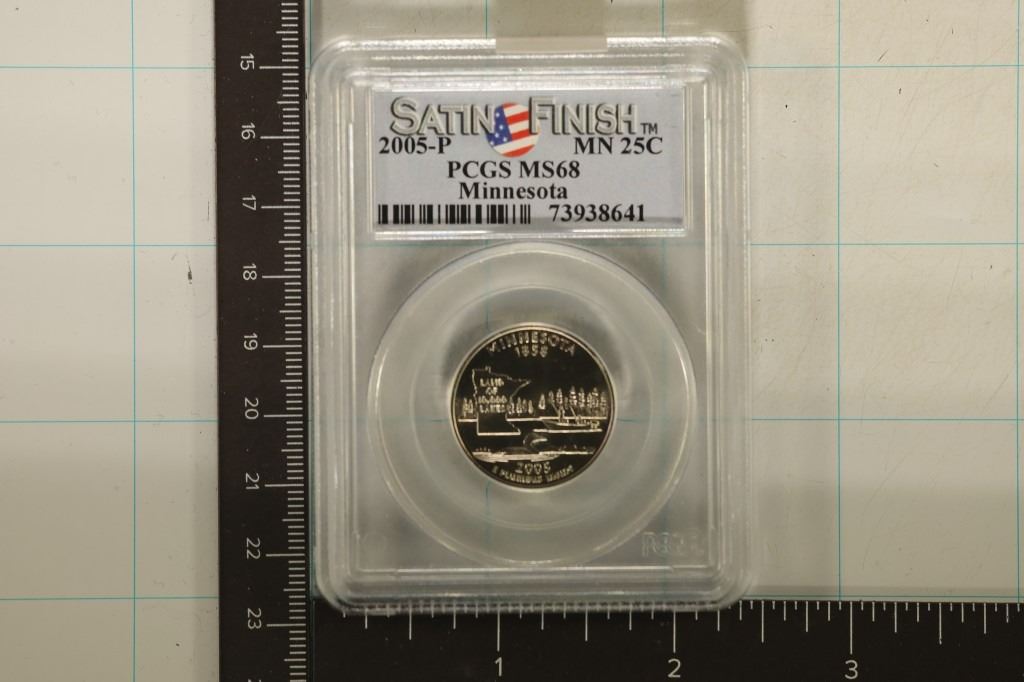 SATIN FINISH™
2005-P MN 25C
PCGS MS68
Minnesota
73938641
MINNESOTA
1858
LAND
OF
10,000
LAKES
2005
E PLURIBUS UNUM
PCGS
15
16
17
18
19
20
21
22
23
1 2 3